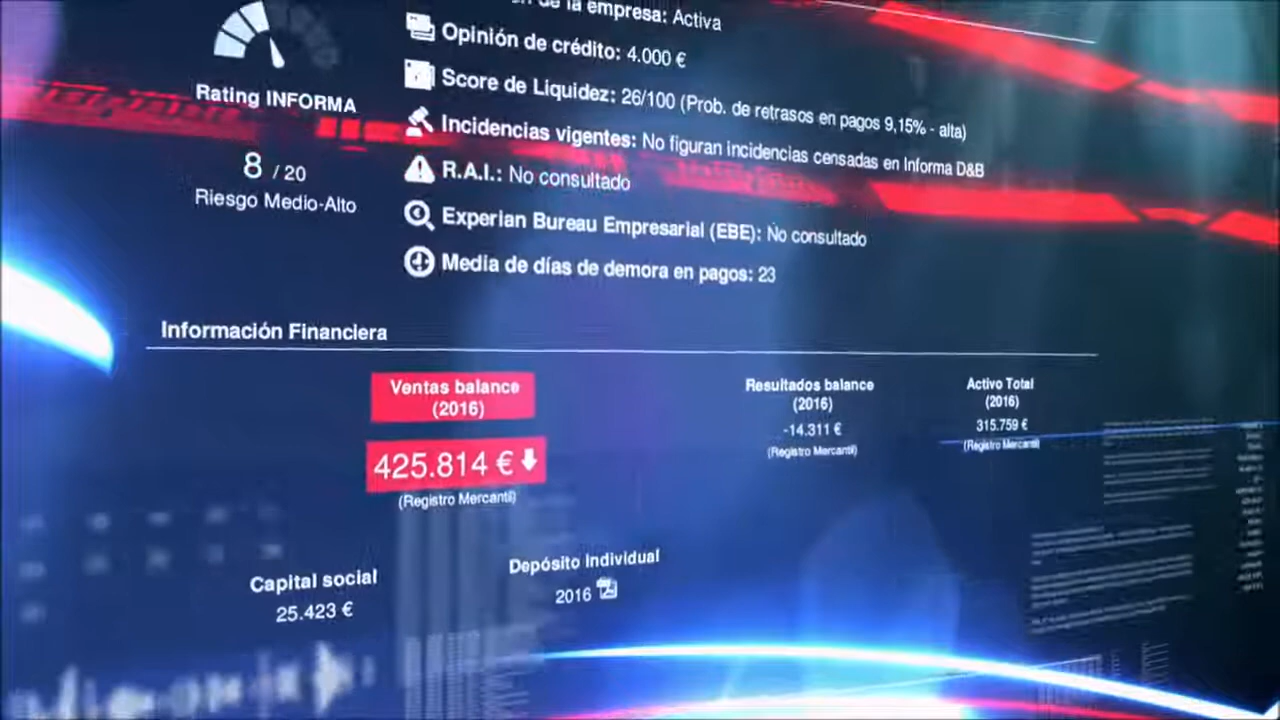 de la empresa: Activa
Opinión de crédito: 4.000 €
Score de Liquidez: 26/100 (Prob. de retrasos en pagos 9,15% - alta)
Rating INFORMA
Incidencias vigentes: No figuran incidencias censadas en Informa D&B
8 / 20
R.A.I.: No consultado
Riesgo Medio-Alto
Experian Bureau Empresarial (EBE): No consultado
Media de días de demora en pagos: 23
Información Financiera
Ventas balance
(2016)
425.814 €
(Registro Mercantil)
Resultados balance
(2016)
-14.311 €
(Registro Mercantil)
Activo Total
(2016)
315.759 €
(Registro Mercantil)
Capital social
25.423 €
Depósito Individual
2016